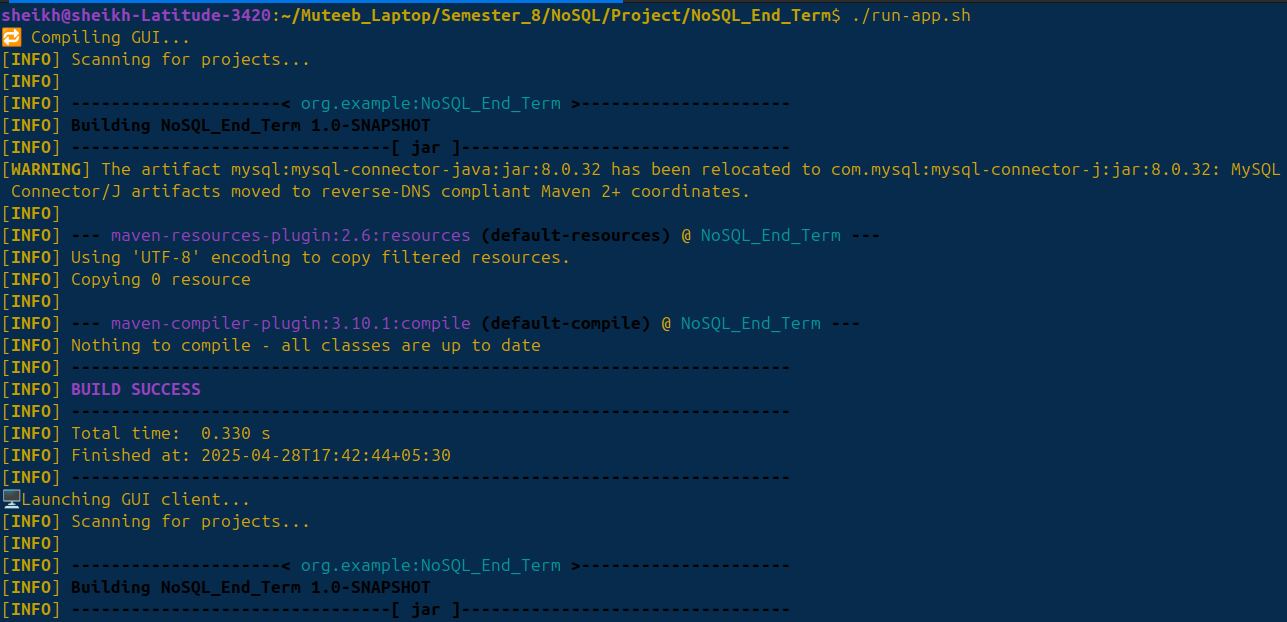 sheikh@sheikh-Latitude-3420:~/Muteeb_Laptop/Semester_8/NoSQL/Project/NoSQL_End_Term$ ./run-app.sh
🔁 Compiling GUI...
[INFO] Scanning for projects...
[INFO]
[INFO] ---------------------< org.example:NoSQL_End_Term >---------------------
[INFO] Building NoSQL_End_Term 1.0-SNAPSHOT
[INFO] --------------------------------[ jar ]---------------------------------
[WARNING] The artifact mysql:mysql-connector-java:jar:8.0.32 has been relocated to com.mysql:mysql-connector-j:jar:8.0.32: MySQL
 Connector/J artifacts moved to reverse-DNS compliant Maven 2+ coordinates.
[INFO]
[INFO] --- maven-resources-plugin:2.6:resources (default-resources) @ NoSQL_End_Term ---
[INFO] Using 'UTF-8' encoding to copy filtered resources.
[INFO] Copying 0 resource
[INFO]
[INFO] --- maven-compiler-plugin:3.10.1:compile (default-compile) @ NoSQL_End_Term ---
[INFO] Nothing to compile - all classes are up to date
[INFO] ------------------------------------------------------------------------
[INFO] BUILD SUCCESS
[INFO] ------------------------------------------------------------------------
[INFO] Total time:  0.330 s
[INFO] Finished at: 2025-04-28T17:42:44+05:30
[INFO] ------------------------------------------------------------------------
🖥️Launching GUI client...
[INFO] Scanning for projects...
[INFO]
[INFO] ---------------------< org.example:NoSQL_End_Term >---------------------
[INFO] Building NoSQL_End_Term 1.0-SNAPSHOT
[INFO] --------------------------------[ jar ]---------------------------------